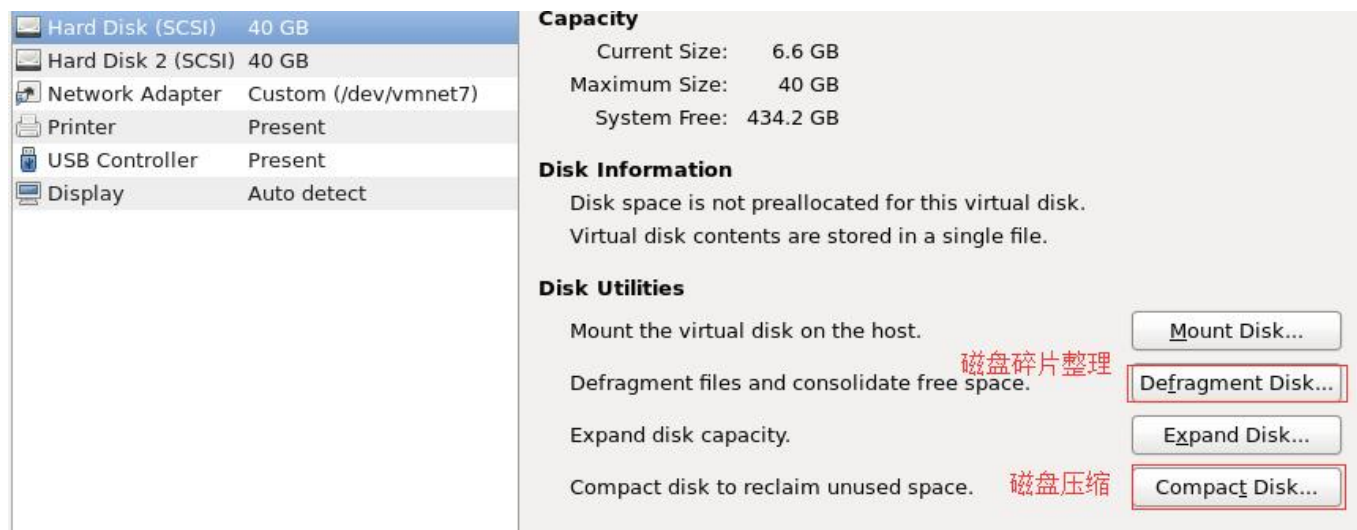 Hard Disk (SCSI) 40 GB
Hard Disk 2 (SCSI) 40 GB
Network Adapter Custom (/dev/vmnet7)
Printer Present
USB Controller Present
Display Auto detect
Capacity
Current Size: 6.6 GB
Maximum Size: 40 GB
System Free: 434.2 GB
Disk Information
Disk space is not preallocated for this virtual disk.
Virtual disk contents are stored in a single file.
Disk Utilities
Mount the virtual disk on the host. Mount Disk...
磁盘碎片整理
Defragment files and consolidate free space. Defragment Disk...
Expand disk capacity. Expand Disk...
Compact disk to reclaim unused space. 磁盘压缩 Compact Disk...